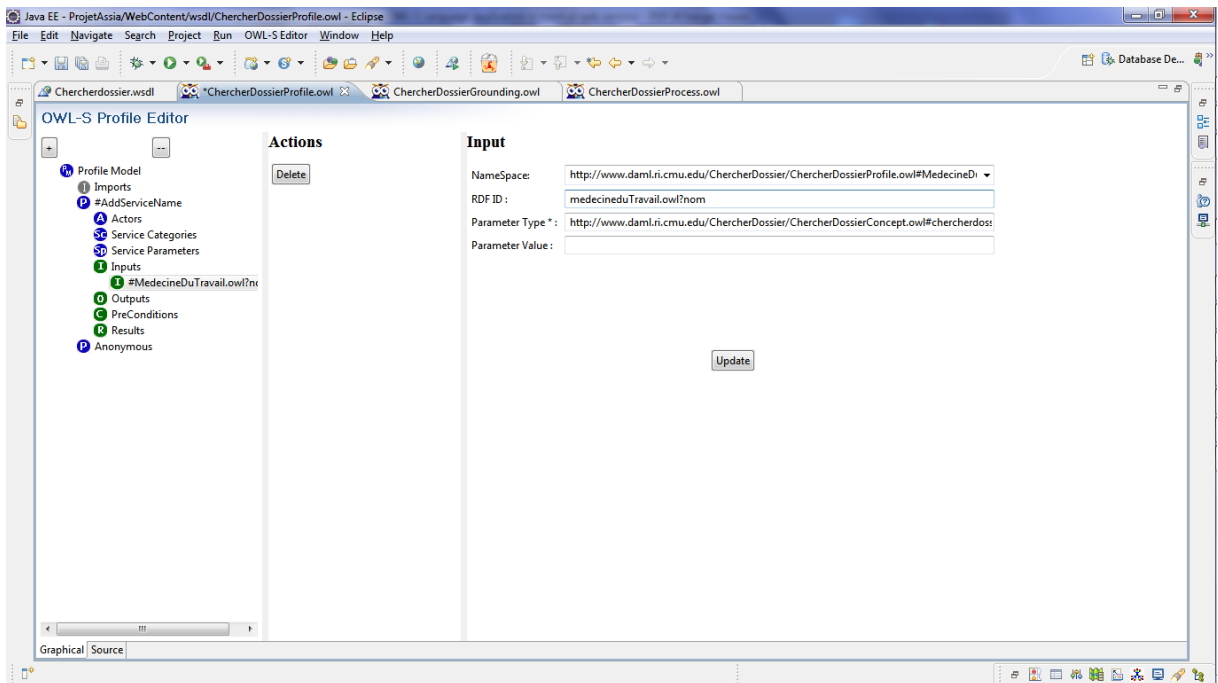 Java EE - ProjetAssia/WebContent/wsdl/ChercherDossierProfile.owl - Eclipse
File Edit Navigate Search Project Run OWL-S Editor Window Help
Database De...
Chercherdossier.wsdl *ChercherDossierProfile.owl ChercherDossierGrounding.owl ChercherDossierProcess.owl
OWL-S Profile Editor
+ --
Actions
Input
Profile Model
Imports
#AddServiceName
Actors
Service Categories
Service Parameters
Inputs
#MedecineDuTravail.owl?no
Outputs
PreConditions
Results
Anonymous
Delete
NameSpace: http://www.daml.ri.cmu.edu/ChercherDossier/ChercherDossierProfile.owl#MedecineD
RDF ID : medecineduTravail.owl?nom
Parameter Type * : http://www.daml.ri.cmu.edu/ChercherDossier/ChercherDossierConcept.owl#chercherdoss
Parameter Value :
Update
Graphical Source